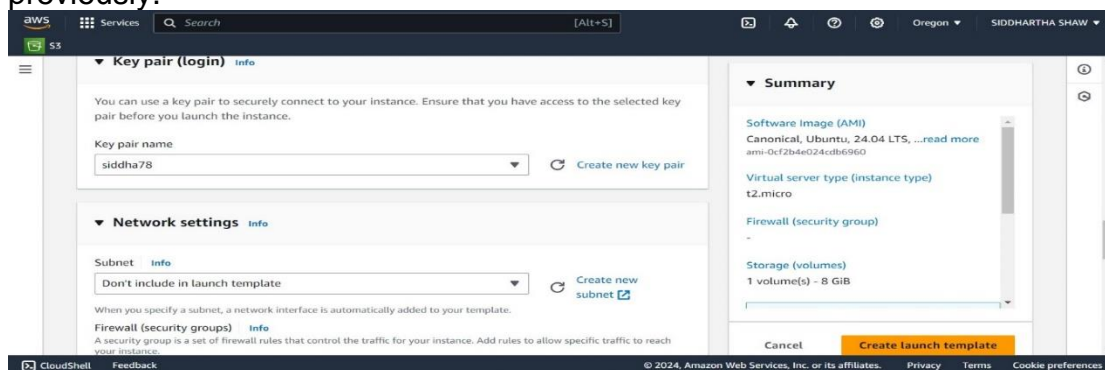 previously.
aws Services Search [Alt+S] Oregon ▼ SIDDHARTHA SHAW ▼
S3
▼ Key pair (login) Info
You can use a key pair to securely connect to your instance. Ensure that you have access to the selected key
pair before you launch the instance.
Key pair name
siddha78
Create new key pair
▼ Network settings Info
Subnet Info
Don't include in launch template
Create new
subnet
When you specify a subnet, a network interface is automatically added to your template.
Firewall (security groups) Info
A security group is a set of firewall rules that control the traffic for your instance. Add rules to allow specific traffic to reach
your instance.
▼ Summary
Software Image (AMI)
Canonical, Ubuntu, 24.04 LTS, ...read more
ami-0cf2b4e024cdb6960
Virtual server type (instance type)
t2.micro
Firewall (security group)
-
Storage (volumes)
1 volume(s) - 8 GiB
Cancel Create launch template
CloudShell Feedback © 2024, Amazon Web Services, Inc. or its affiliates. Privacy Terms Cookie preferences